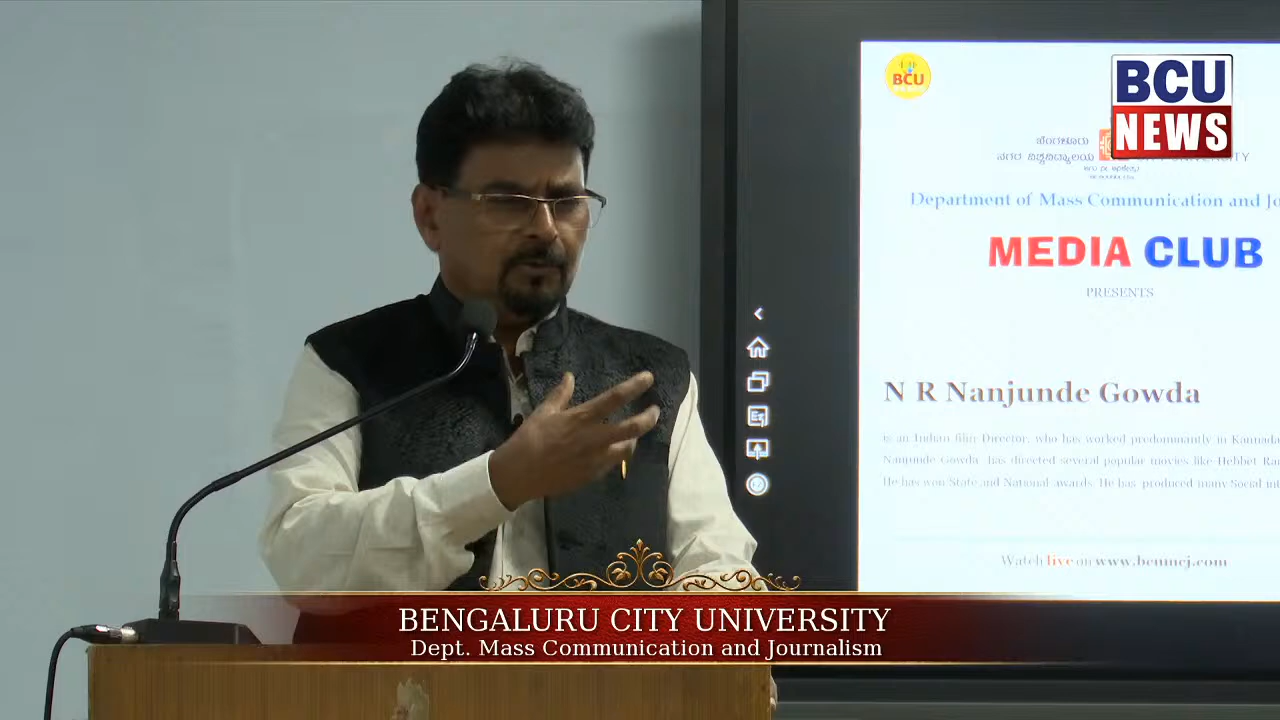 BCU
BCU
NEWS
ಬೆಂಗಳೂರು
ನಗರ ವಿಶ್ವವಿದ್ಯಾಲಯ
Department of Mass Communication and Jo
MEDIA CLUB
PRESENTS
N R Nanjunde Gowda
is an Indian film Director, who has worked predominantly in Kannada
Nanjunde Gowda has directed several popular movies like Hebbet Ra
He has won State and National awards. He has produced many Social int
Watch live on www.bcumcj.com
BENGALURU CITY UNIVERSITY
Dept. Mass Communication and Journalism